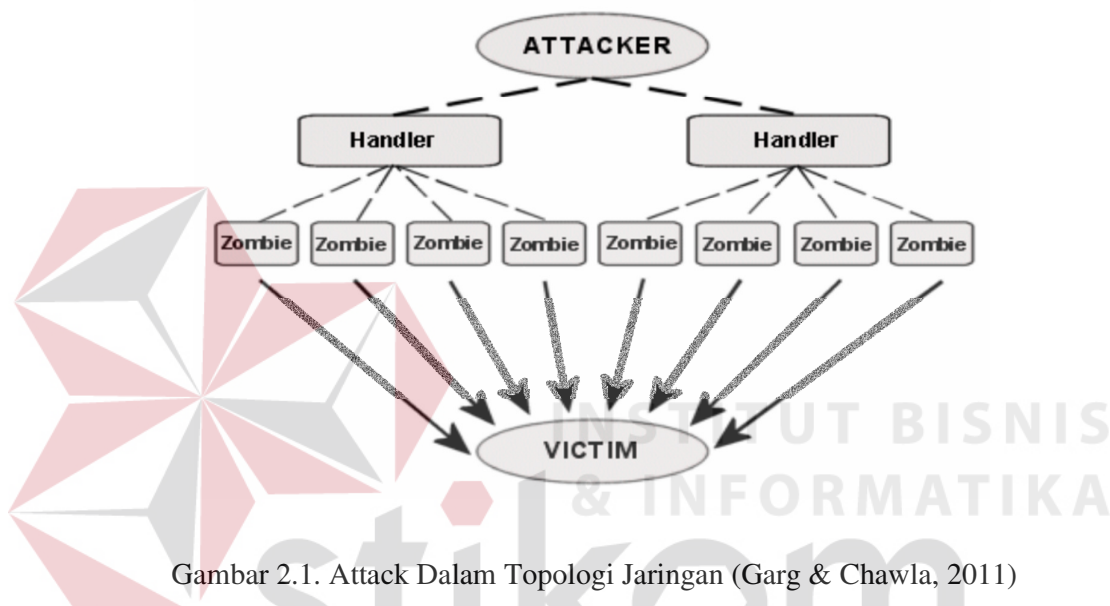 ATTACKER
Handler Handler
Zombie Zombie Zombie Zombie Zombie Zombie Zombie Zombie
VICTIM
INSTITUT BISNIS
& INFORMATIKA
stikom
Gambar 2.1. Attack Dalam Topologi Jaringan (Garg & Chawla, 2011)